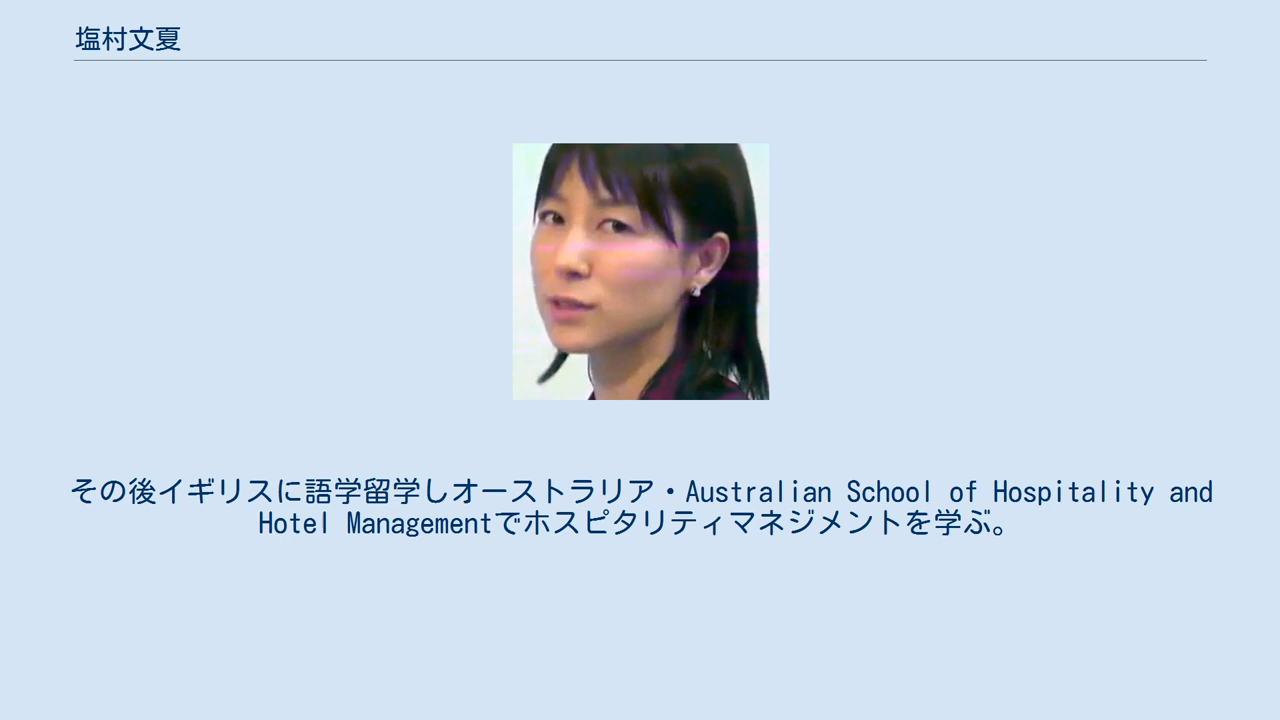 塩村文夏
その後イギリスに語学留学しオーストラリア・Australian School of Hospitality and
Hotel Managementでホスピタリティマネジメントを学ぶ。